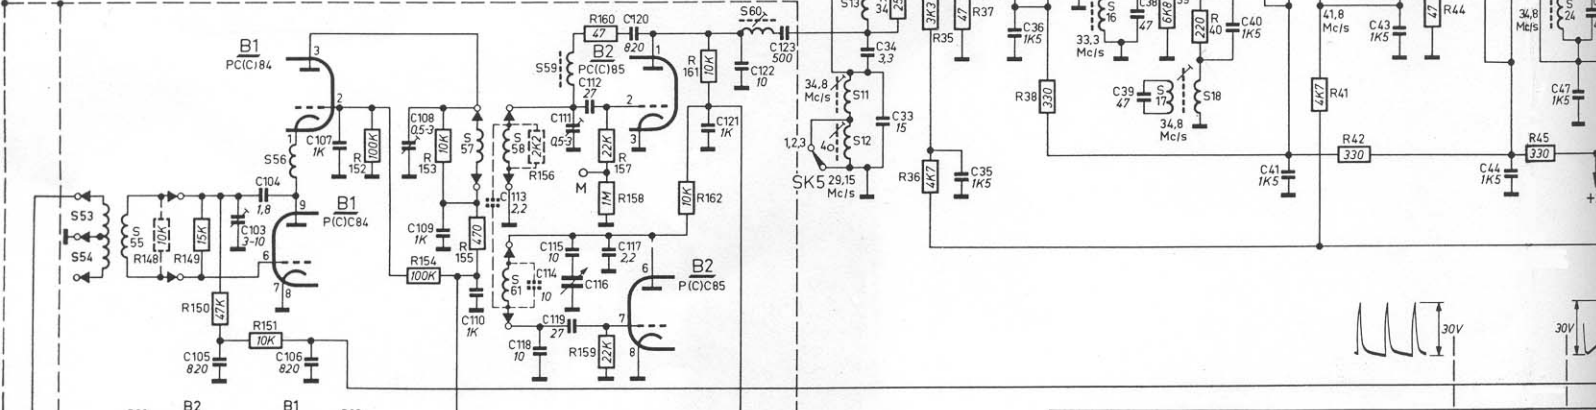 B1
PC(C)84
3
2
1
C107
1K
R
152
100K
S56
C104
1,8
9
B1
P(C)C84
6
7
8
S53
S54
S
55
10K
R148
15K
R149
C103
3-10
R150
47K
R151
10K
C105
820
C106
820
B2
B1
C108
0,5-3
R
153
10K
S
57
C109
1K
R
155
470
R154
100K
C110
1K
R160
47
C120
820
S59
B2
PC(C)85
C112
27
1
2
3
C111
0,5-3
S
58
2K2
R156
22K
R
157
M
1M
R158
C113
2,2
R
161
10K
S60
C122
10
C123
500
C121
1K
10K
R162
C115
10
C117
2,2
S
61
C114
10
C116
6
B2
P(C)C85
7
8
C119
27
C118
10
R159
22K
S13
34
C34
3,3
34,8
Mc/s
S11
S12
C33
15
1,2,3
4
SK5
29,15
Mc/s
3K3
R35
47
R37
R36
4K7
C35
1K5
C36
1K5
R38
330
S
16
33,3
Mc/s
C38
47
6K8
220
R
40
C40
1K5
C39
47
S
17
S18
34,8
Mc/s
41,8
Mc/s
C43
1K5
47
R44
4K7
R41
R42
330
C41
1K5
C44
1K5
R45
330
34,8
Mc/s
S
24
C47
1K5
+
30V
30V